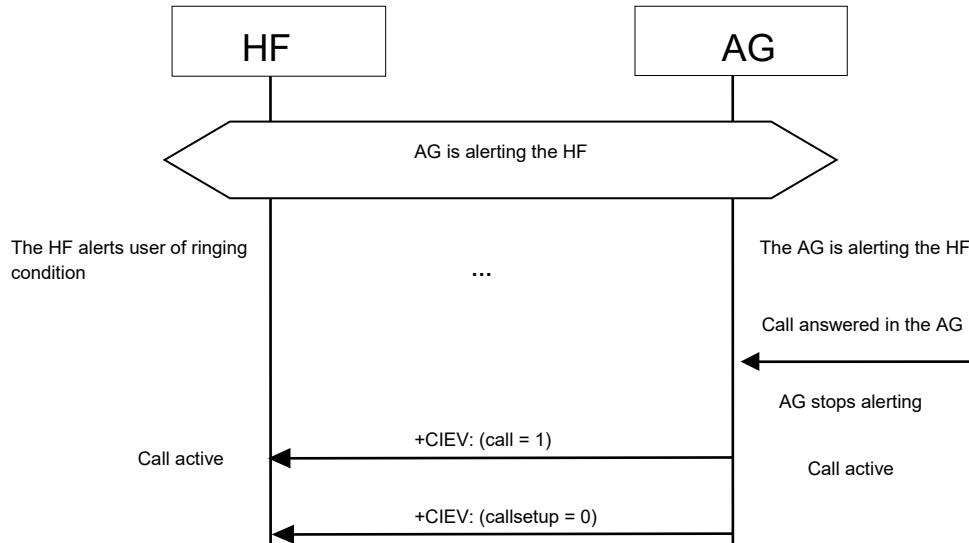 HF
AG
AG is alerting the HF
The HF alerts user of ringing
condition
...
The AG is alerting the HF
Call answered in the AG
AG stops alerting
+CIEV: (call = 1)
Call active
Call active
+CIEV: (callsetup = 0)